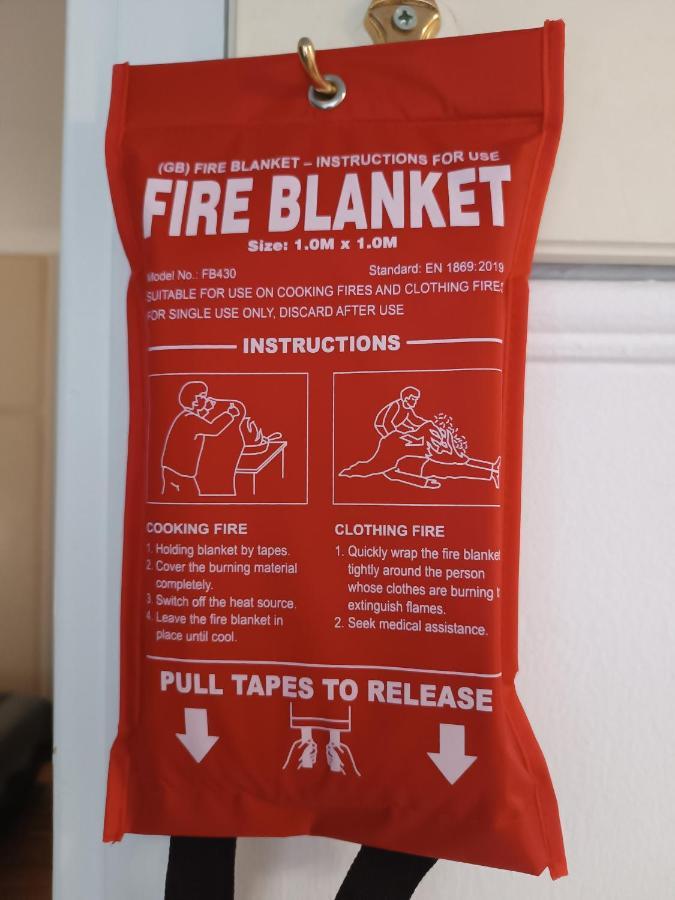 (GB) FIRE BLANKET – INSTRUCTIONS FOR USE
FIRE BLANKET
Size: 1.0M x 1.0M
Model No.: FB430 Standard: EN 1869:2019
SUITABLE FOR USE ON COOKING FIRES AND CLOTHING FIRES
FOR SINGLE USE ONLY, DISCARD AFTER USE
INSTRUCTIONS
COOKING FIRE
1. Holding blanket by tapes.
2. Cover the burning material
completely.
3. Switch off the heat source.
4. Leave the fire blanket in
place until cool.
CLOTHING FIRE
1. Quickly wrap the fire blanket
tightly around the person
whose clothes are burning
extinguish flames.
2. Seek medical assistance.
PULL TAPES TO RELEASE